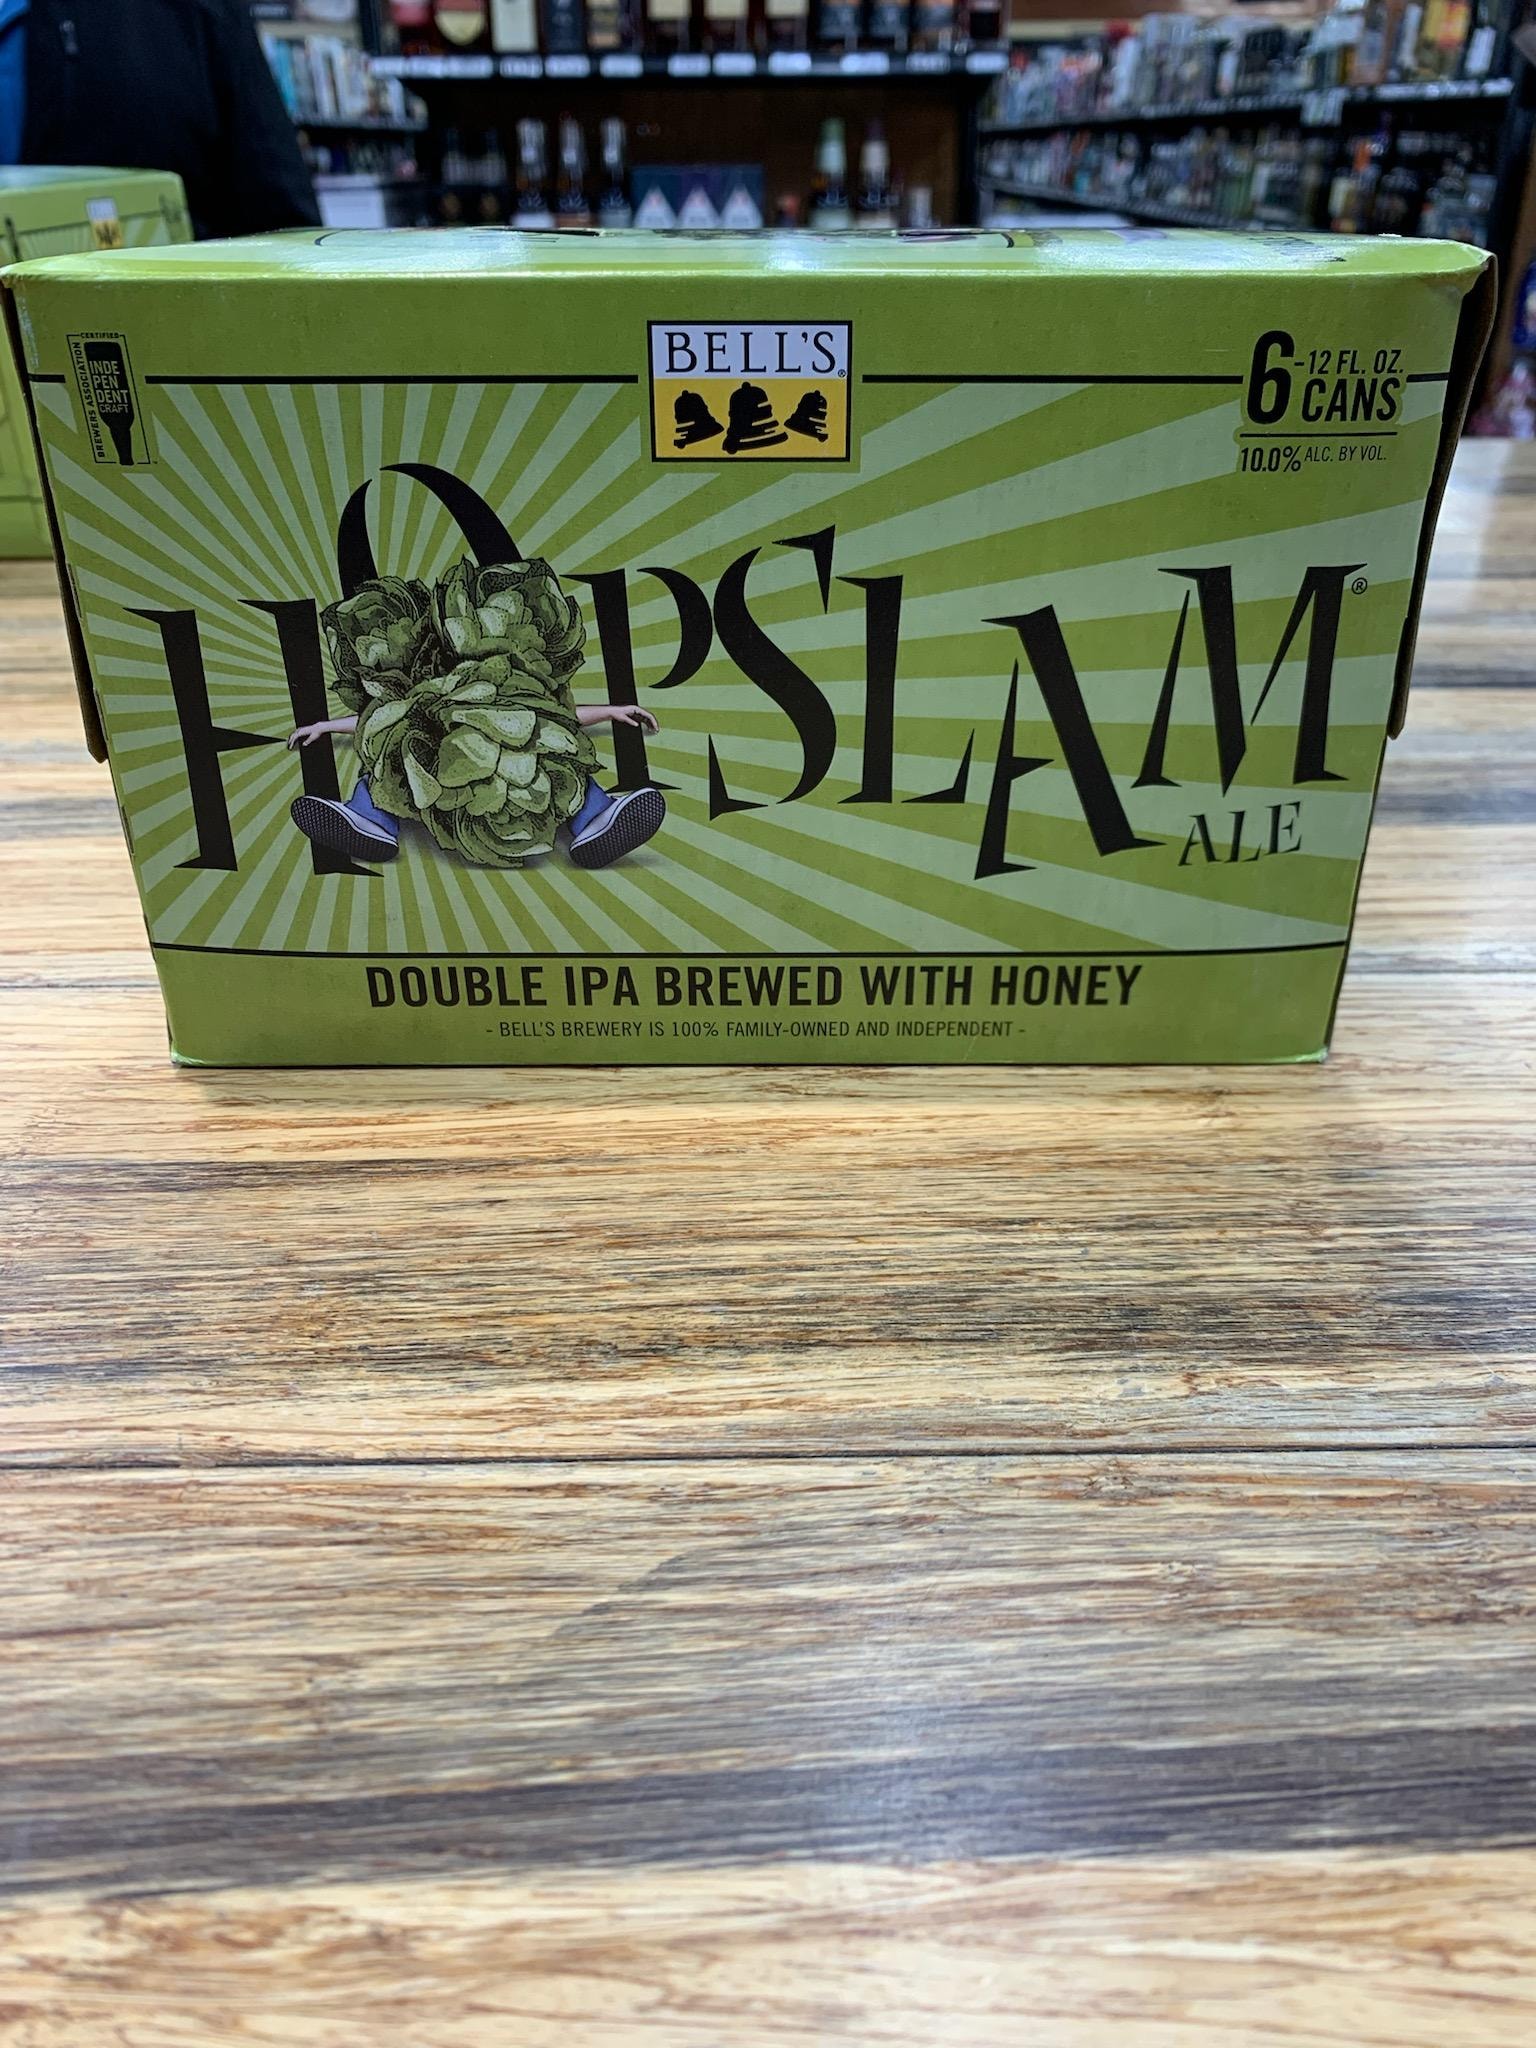 BELL'S®
CERTIFIED
BREWERS ASSOCIATION
INDE
PEN
DENT
CRAFT
6-12 FL. OZ.
CANS
10.0% ALC. BY VOL.
HOPSLAM®
ALE
DOUBLE IPA BREWED WITH HONEY
- BELL'S BREWERY IS 100% FAMILY-OWNED AND INDEPENDENT -